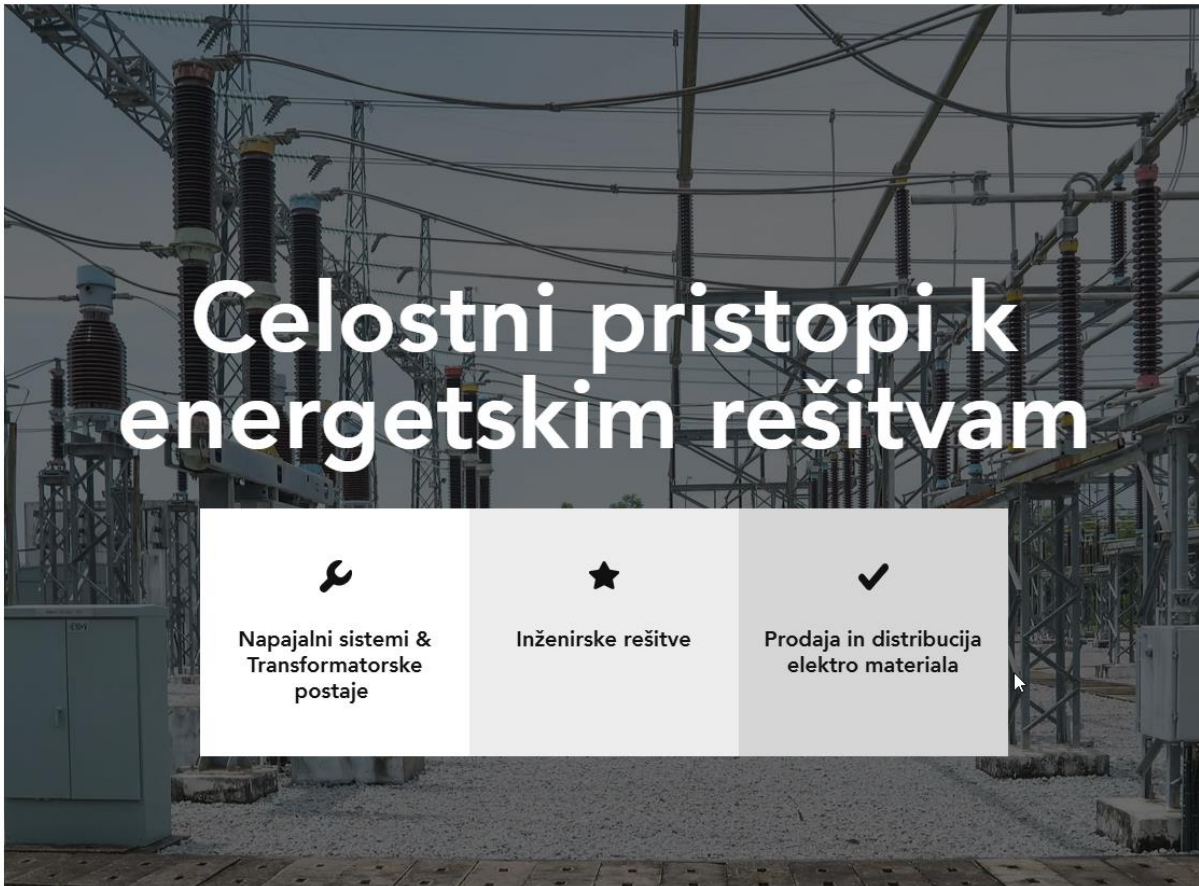 Celostni pristopi k
energetskim rešitvam
Napajalni sistemi &
Transformatorske
postaje
Inženirske rešitve
Prodaja in distribucija
elektro materiala